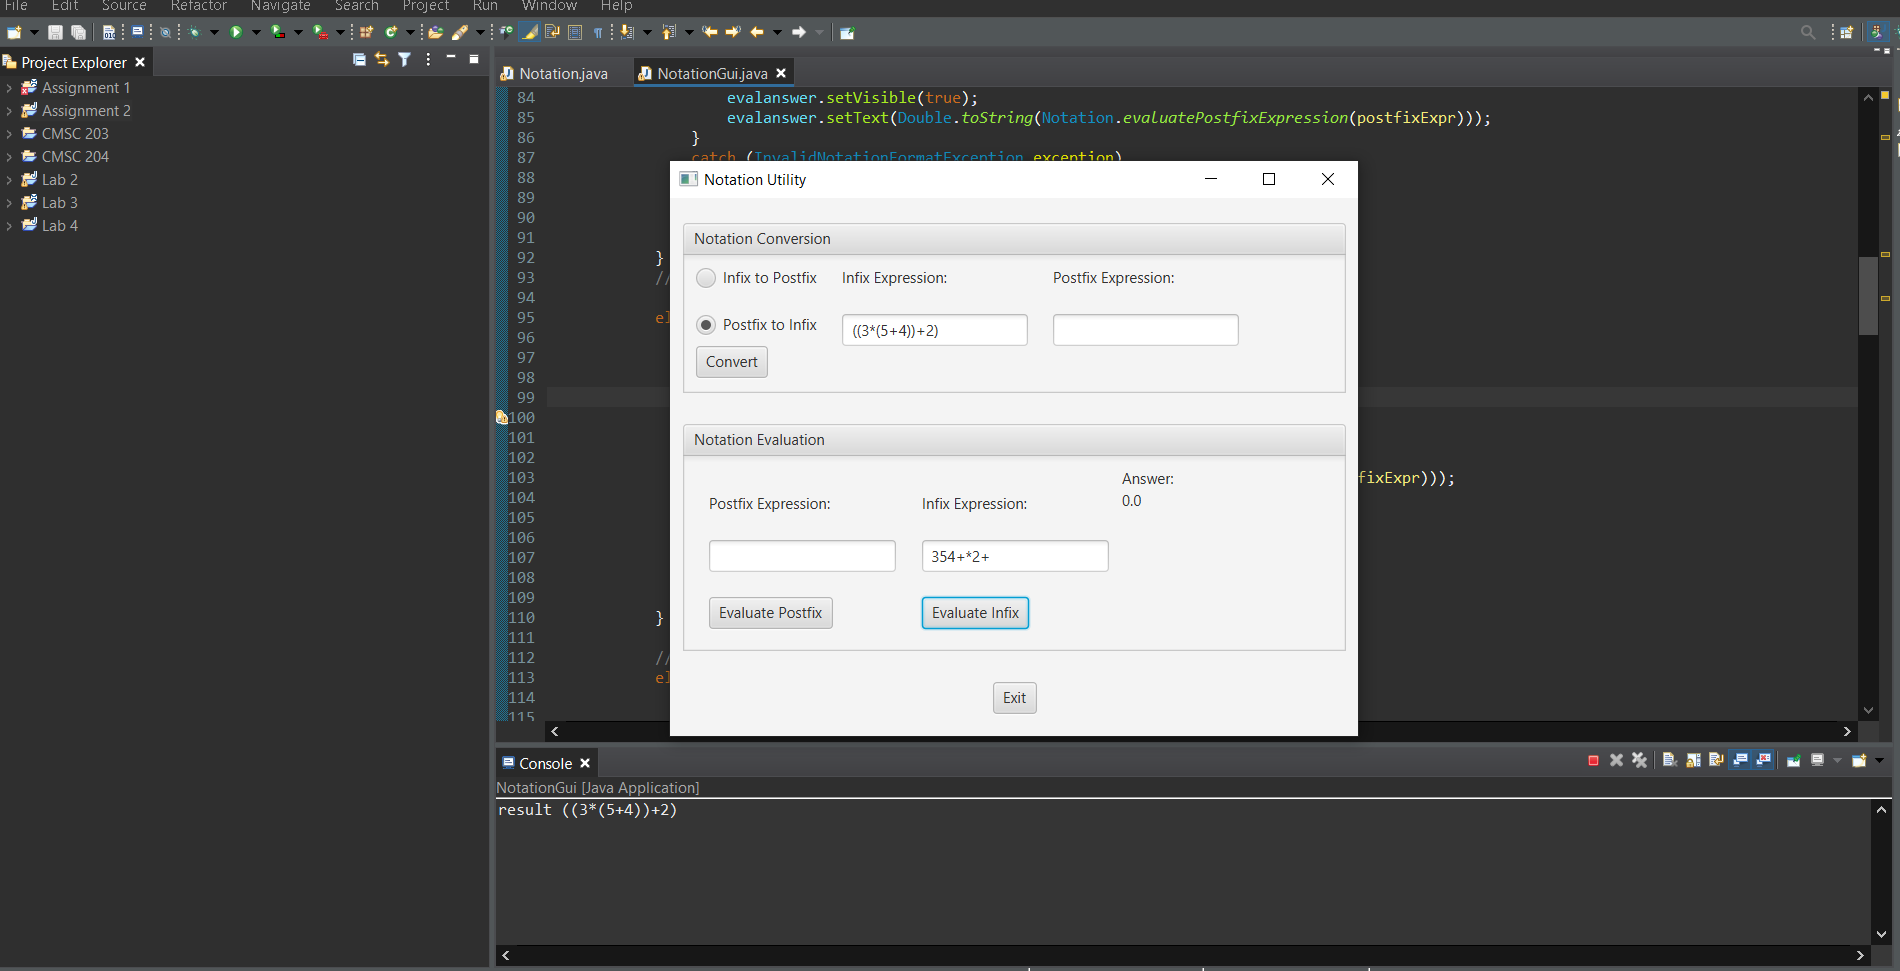 File Edit Source Refactor Navigate Search Project Run Window Help
Project Explorer
Assignment 1
Assignment 2
CMSC 203
CMSC 204
Lab 2
Lab 3
Lab 4
Notation.java
NotationGui.java
84 evalanswer.setVisible(true);
85 evalanswer.setText(Double.toString(Notation.evaluatePostfixExpression(postfixExpr)));
86 }
87 catch (InvalidNotationFormatException exception)
88
89
90
91
92 }
93 //
94
95 el
96
97
98
99
100
101
102
103 fixExpr)));
104
105
106
107
108
109
110 }
111
112 //
113 el
114
115
Notation Utility
Notation Conversion
Infix to Postfix Infix Expression: Postfix Expression:
Postfix to Infix ((3*(5+4))+2)
Convert
Notation Evaluation
Answer:
0.0
Postfix Expression: Infix Expression:
354+*2+
Evaluate Postfix Evaluate Infix
Exit
Console
NotationGui [Java Application]
result ((3*(5+4))+2)